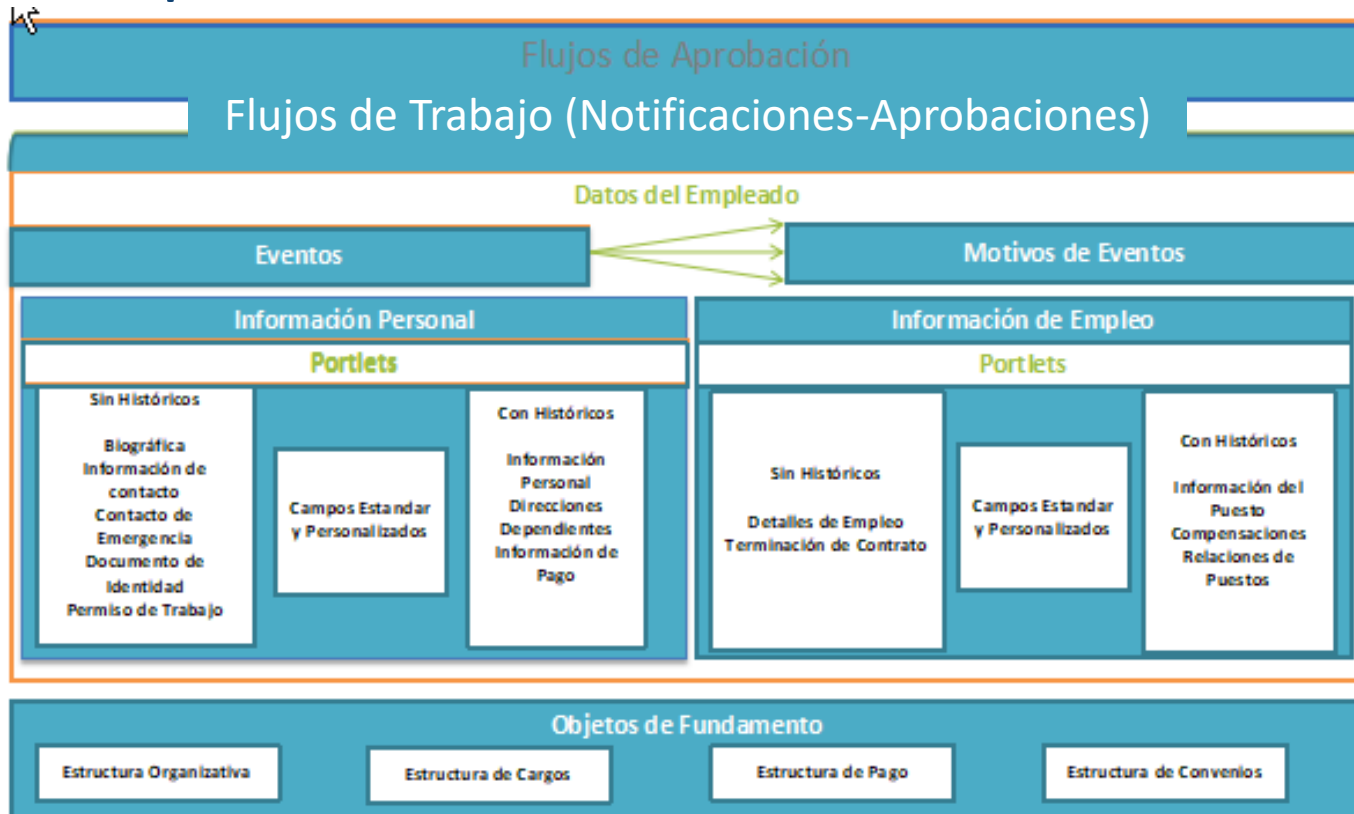 Flujos de Aprobación
Flujos de Trabajo (Notificaciones-Aprobaciones)
Datos del Empleado
Eventos
Motivos de Eventos
Información Personal
Portlets
Sin Históricos
Biográfica
Información de
contacto
Contacto de
Emergencia
Documento de
Identidad
Permiso de Trabajo
Campos Estandar
y Personalizados
Con Históricos
Información
Personal
Direcciones
Dependientes
Información de
Pago
Información de Empleo
Portlets
Sin Históricos
Detalles de Empleo
Terminación de Contrato
Campos Estandar
y Personalizados
Con Históricos
Información del
Puesto
Compensaciones
Relaciones de
Puestos
Objetos de Fundamento
Estructura Organizativa
Estructura de Cargos
Estructura de Pago
Estructura de Convenios